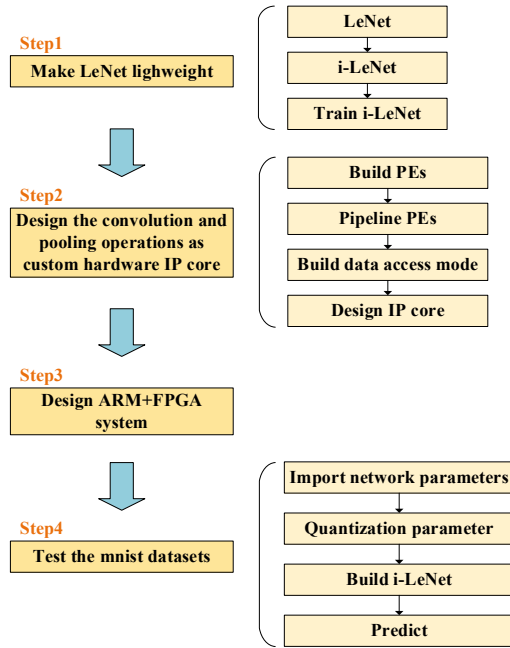 Step1
Make LeNet lighweight
LeNet
i-LeNet
Train i-LeNet
Step2
Design the convolution and
pooling operations as
custom hardware IP core
Build PEs
Pipeline PEs
Build data access mode
Design IP core
Step3
Design ARM+FPGA
system
Step4
Test the mnist datasets
Import network parameters
Quantization parameter
Build i-LeNet
Predict